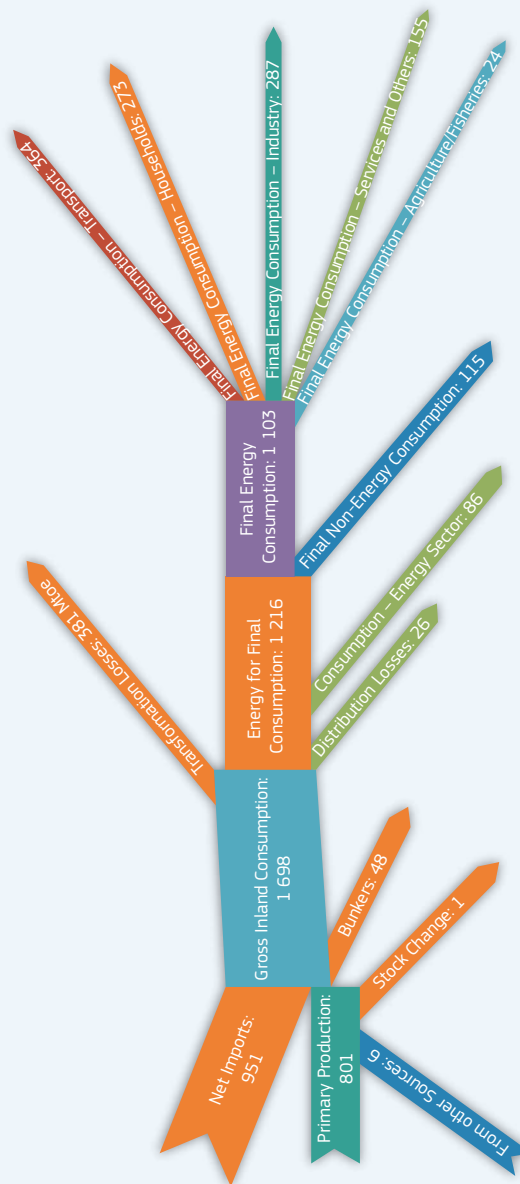 Final Energy Consumption – Transport: 364
Final Energy Consumption – Households: 273
Final Energy Consumption – Industry: 287
Final Energy Consumption – Services and Others: 155
Final Energy Consumption – Agriculture/Fisheries: 24
Final Energy
Consumption: 1 103
Final Non-Energy Consumption: 115
Consumption – Energy Sector: 86
Distribution Losses: 26
Energy for Final
Consumption: 1 216
Transformation Losses: 381 Mtoe
Gross Inland Consumption:
1 698
Bunkers: 48
Stock Change: 1
From other Sources: 6
Primary Production:
801
Net Imports:
951